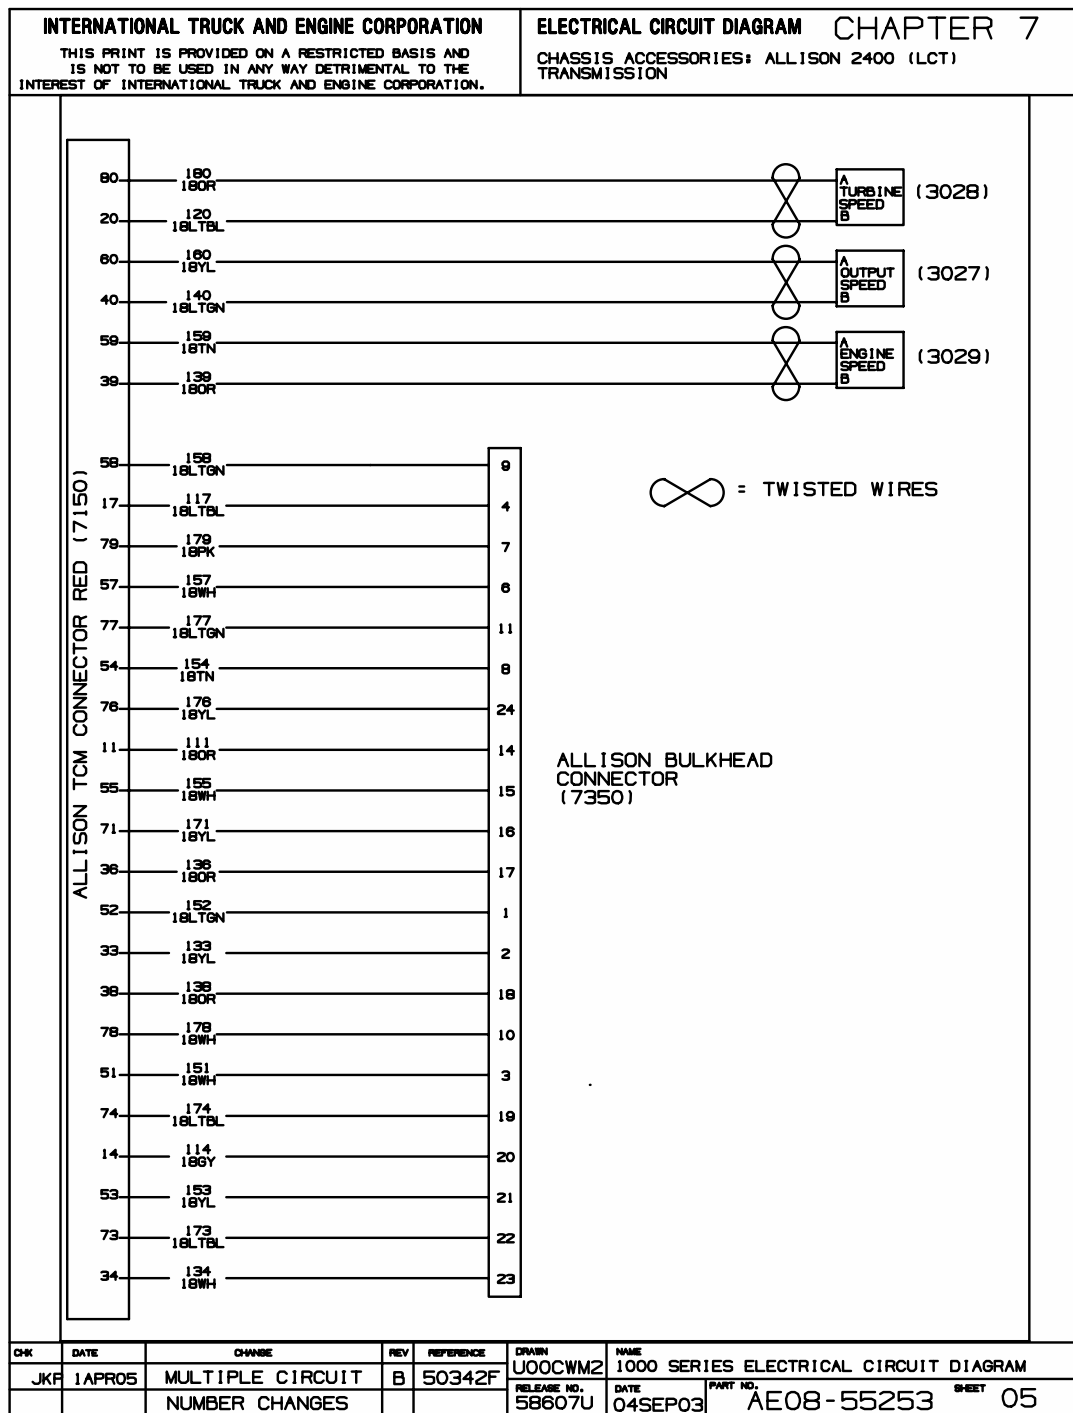 INTERNATIONAL TRUCK AND ENGINE CORPORATION
THIS PRINT IS PROVIDED ON A RESTRICTED BASIS AND
IS NOT TO BE USED IN ANY WAY DETRIMENTAL TO THE
INTEREST OF INTERNATIONAL TRUCK AND ENGINE CORPORATION.
ELECTRICAL CIRCUIT DIAGRAM CHAPTER 7
CHASSIS ACCESSORIES: ALLISON 2400 (LCT)
TRANSMISSION
ALLISON TCM CONNECTOR RED (7150)
80 180
18OR
20 120
18LTBL
A
TURBINE
SPEED
B
(3028)
60 160
18YL
40 140
18LTGN
A
OUTPUT
SPEED
B
(3027)
59 159
18TN
39 139
18OR
A
ENGINE
SPEED
B
(3029)
= TWISTED WIRES
58 158 9
18LTGN
17 117 4
18LTBL
79 179 7
18PK
57 157 6
18WH
77 177 11
18LTGN
54 154 8
18TN
76 176 24
18YL
11 111 14
18OR
55 155 15
18WH
71 171 16
18YL
36 136 17
18OR
52 152 1
18LTGN
33 133 2
18YL
38 138 18
18OR
78 178 10
18WH
51 151 3
18WH
74 174 19
18LTBL
14 114 20
18GY
53 153 21
18YL
73 173 22
18LTBL
34 134 23
18WH
ALLISON BULKHEAD
CONNECTOR
(7350)
CHK DATE CHANGE REV REFERENCE
JKP 1APR05 MULTIPLE CIRCUIT B 50342F
NUMBER CHANGES
DRAWN
U00CWM2
NAME
1000 SERIES ELECTRICAL CIRCUIT DIAGRAM
RELEASE NO.
58607U
DATE
04SEP03
PART NO.
AE08-55253
SHEET 05